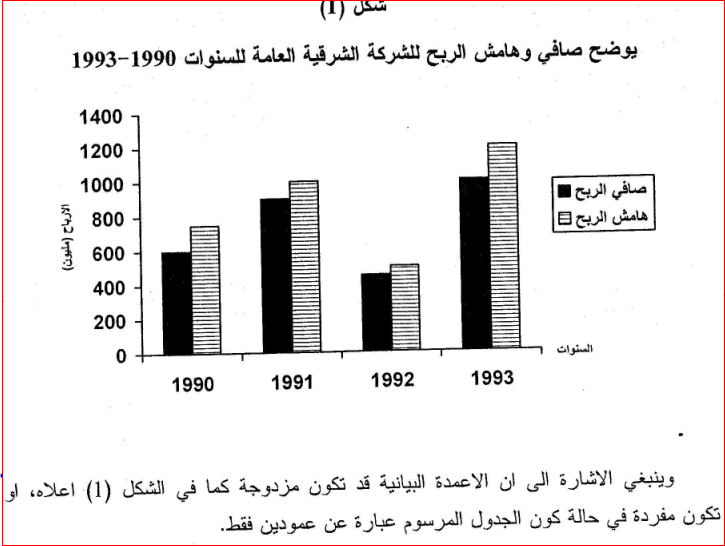 شكل (1)
يوضح صافي وهامش الربح للشركة الشرقية العامة للسنوات 1990-1993
1400
1200
1000
800
600
400
200
0
الارباح (مليون)
1990
1991
1992
1993
السنوات
صافي الربح
هامش الربح
وينبغي الاشارة الى ان الاعمدة البيانية قد تكون مزدوجة كما في الشكل (1) اعلاه، او
تكون مفردة في حالة كون الجدول المرسوم عبارة عن عمودين فقط.